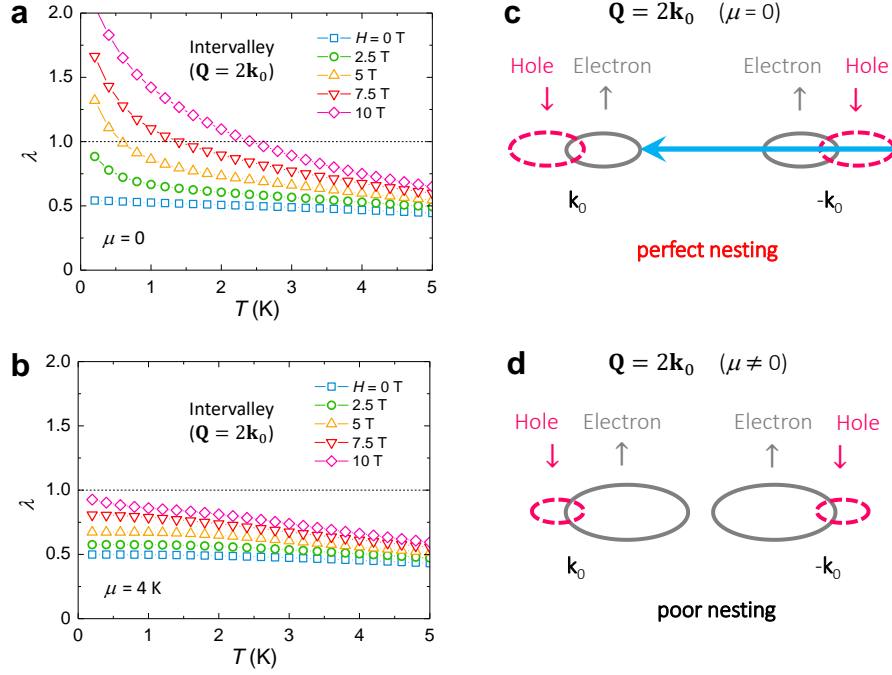 a
2.0
1.5
1.0
0.5
0
λ
Intervalley
(Q = 2k₀)
H = 0 T
2.5 T
5 T
7.5 T
10 T
μ = 0
0 1 2 3 4 5
T (K)
c
Q = 2k₀ (μ = 0)
Hole Electron Electron Hole
↓ ↑ ↑ ↓
k₀ -k₀
perfect nesting
b
2.0
1.5
1.0
0.5
0
λ
Intervalley
(Q = 2k₀)
H = 0 T
2.5 T
5 T
7.5 T
10 T
μ = 4 K
0 1 2 3 4 5
T (K)
d
Q = 2k₀ (μ ≠ 0)
Hole Electron Electron Hole
↓ ↑ ↑ ↓
k₀ -k₀
poor nesting